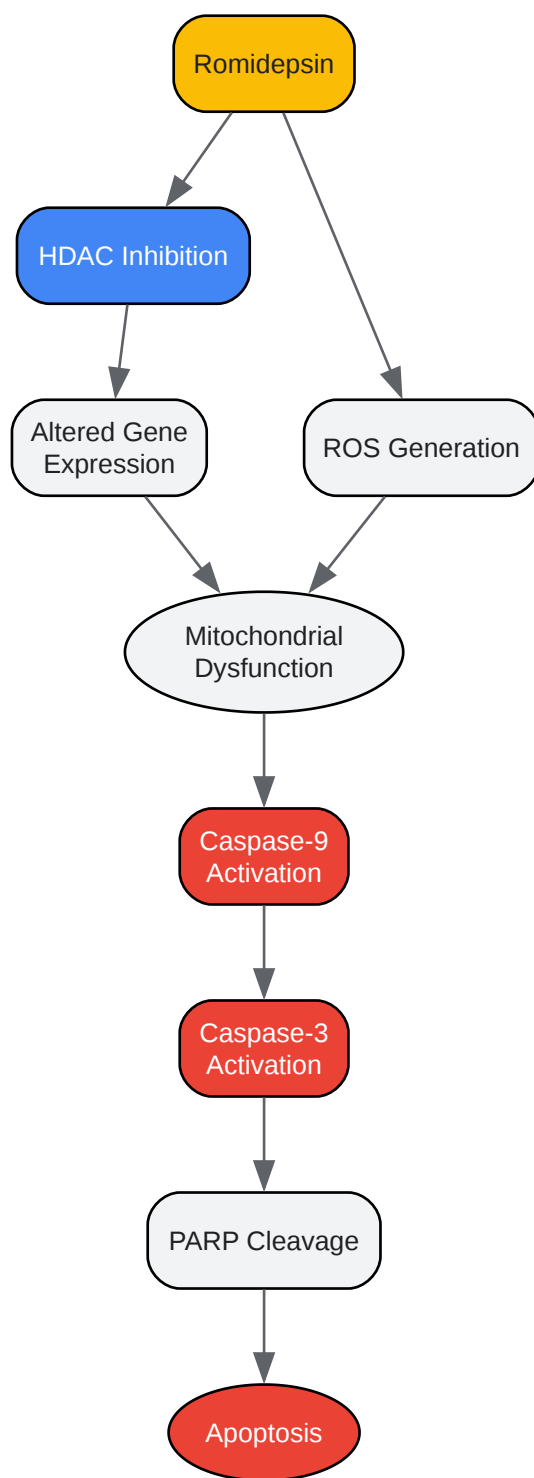 Romidepsin
HDAC Inhibition
Altered Gene
Expression
ROS Generation
Mitochondrial
Dysfunction
Caspase-9
Activation
Caspase-3
Activation
PARP Cleavage
Apoptosis